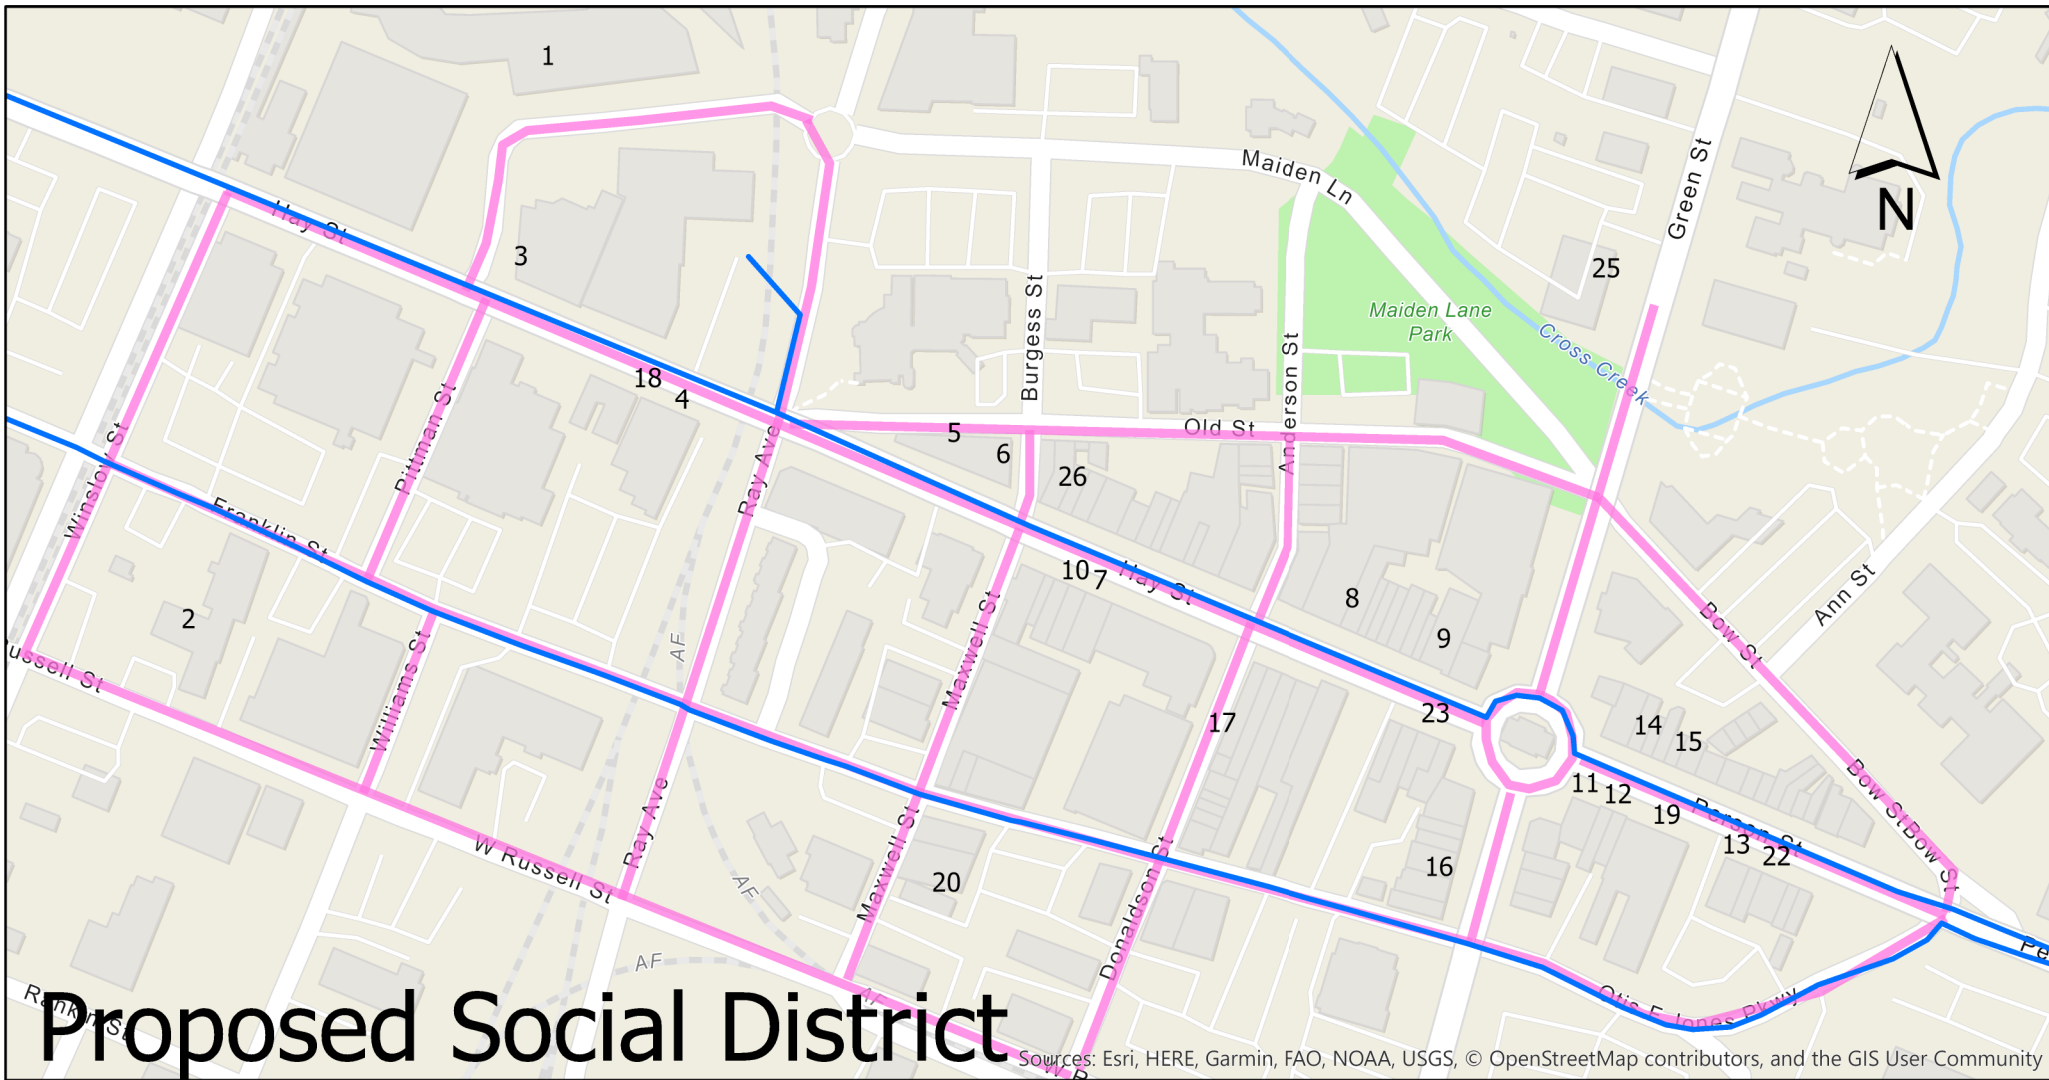 1
Maiden Ln
Green St
N
Hay St
3
25
Maiden Lane
Park
Cross Creek
Burgess St
Anderson St
18
4
Old St
5
6
26
Pittman St
Ray Ave
Winslow St
Franklin St
10
7
Hay St
8
9
Ann St
Bow St
2
Russell St
Williams St
Maxwell St
AF
17
23
14
15
11
12
19
13
22
Person St
Bow St
Bow St
Ray Ave
W Russell St
AF
Maxwell St
20
16
Donaldson St
AF
AF
Otis F Jones Pkwy
Pe
Rankin St
W R
Proposed Social District
Sources: Esri, HERE, Garmin, FAO, NOAA, USGS, © OpenStreetMap contributors, and the GIS User Community